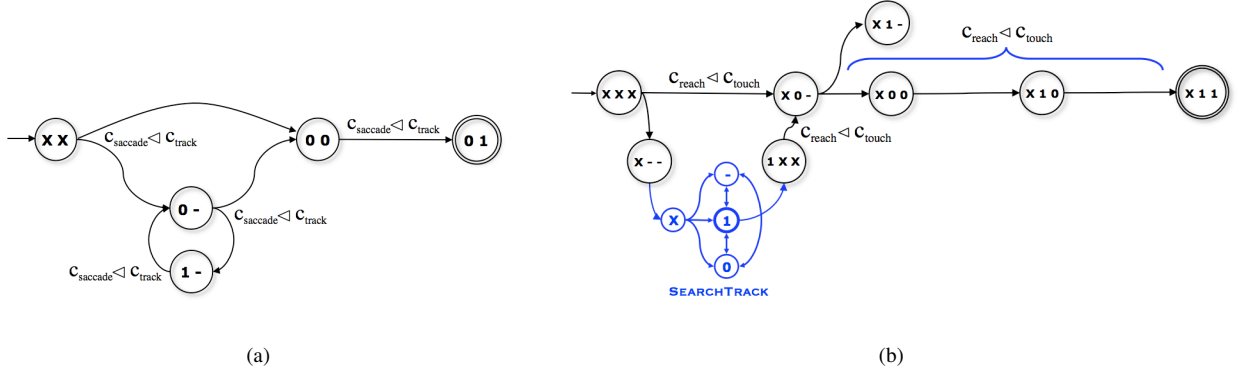 X X
c_saccade ◁ c_track
0 0
c_saccade ◁ c_track
0 1
0 -
c_saccade ◁ c_track
1 -
c_saccade ◁ c_track
(a)
X X X
c_reach ◁ c_touch
X 0 -
X 1 -
c_reach ◁ c_touch
X 0 0
X 1 0
X 1 1
X - -
1 X X
c_reach ◁ c_touch
-
X
1
0
SEARCHTRACK
(b)